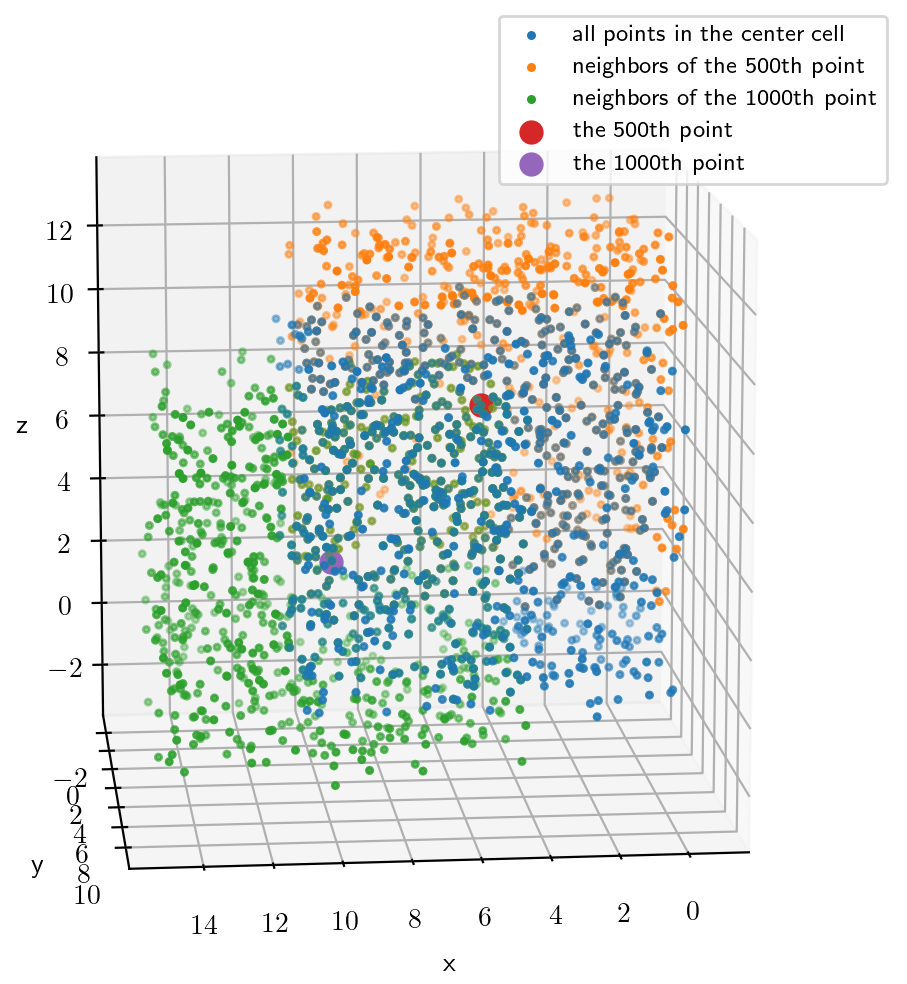 all points in the center cell
neighbors of the 500th point
neighbors of the 1000th point
the 500th point
the 1000th point
12
10
8
6
z
4
2
0
−2
−2
0
2
4
6
y
8
10
14 12 10 8 6 4 2 0
x